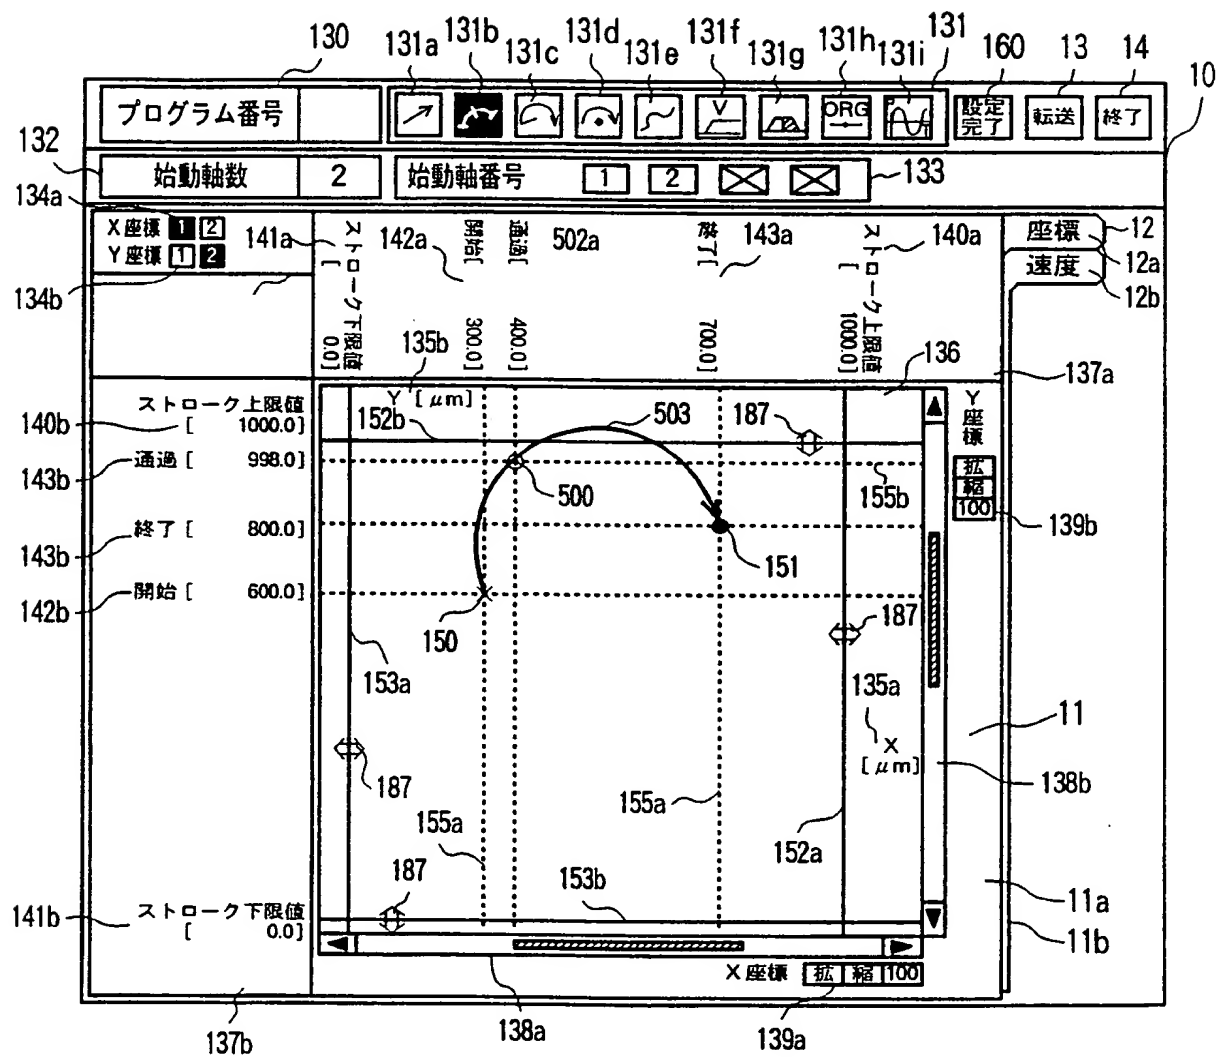 130
131a
131b
131c
131d
131e
131f
131g
131h
131i
131
160
13
14
10
プログラム番号
V
ORG
設定
完了
転送
終了
132
始動軸数 2
始動軸番号 1 2
133
134a
X座標 1 2
Y座標 1 2
134b
141a
ストローク下限値
[ 0.0]
142a
開始[ 300.0]
通過[ 400.0]
502a
終了[ 700.0]
143a
ストローク上限値
[ 1000.0]
140a
座標
速度
12
12a
12b
135b
136
137a
Y [μm]
152b
503
187
ストローク上限値
[ 1000.0]
140b
通過 [ 998.0]
143b
終了 [ 800.0]
143b
開始 [ 600.0]
142b
500
155b
151
150
187
Y座標
拡
縮
100
139b
153a
135a
X
[μm]
11
138b
187
155a
155a
152a
187
153b
11a
11b
141b
ストローク下限値
[ 0.0]
X座標 拡 縮 100
137b
138a
139a